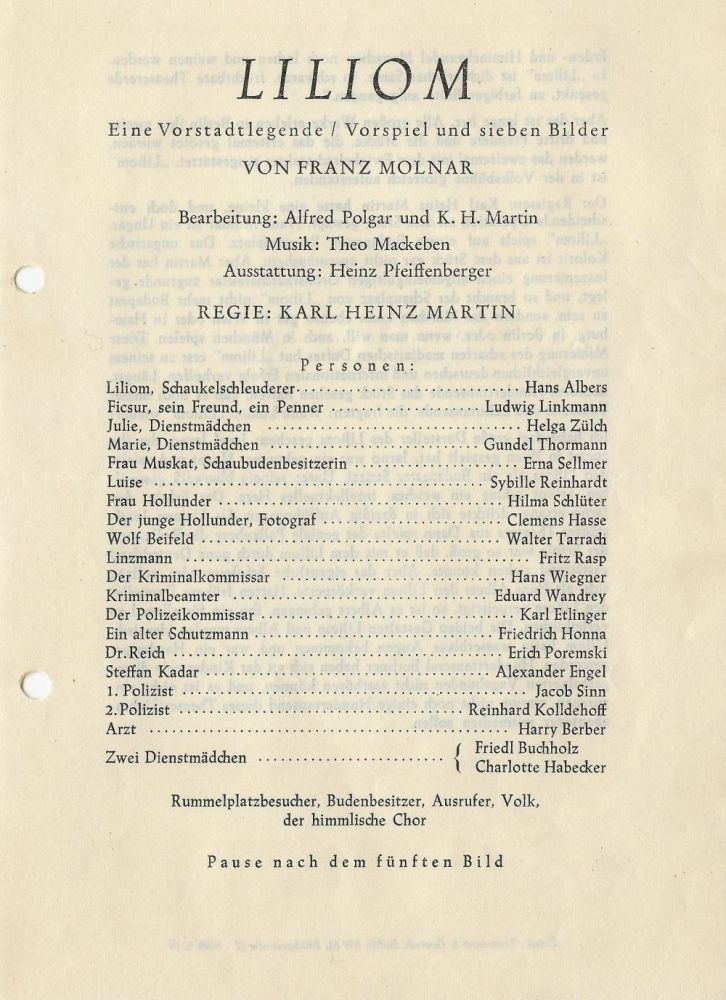 LILIOM
Eine Vorstadtlegende / Vorspiel und sieben Bilder
VON FRANZ MOLNAR
Bearbeitung: Alfred Polgar und K. H. Martin
Musik: Theo Mackeben
Ausstattung: Heinz Pfeiffenberger
REGIE: KARL HEINZ MARTIN
Personen:
Liliom, Schaukelschleuderer Hans Albers
Ficsur, sein Freund, ein Penner Ludwig Linkmann
Julie, Dienstmädchen Helga Zülch
Marie, Dienstmädchen Gundel Thormann
Frau Muskat, Schaubudenbesitzerin Erna Sellmer
Luise Sybille Reinhardt
Frau Hollunder Hilma Schlüter
Der junge Hollunder, Fotograf Clemens Hasse
Wolf Beifeld Walter Tarrach
Linzmann Fritz Rasp
Der Kriminalkommissar Hans Wiegner
Kriminalbeamter Eduard Wandrey
Der Polizeikommissar Karl Etlinger
Ein alter Schutzmann Friedrich Honna
Dr. Reich Erich Poremski
Steffan Kadar Alexander Engel
1. Polizist Jacob Sinn
2. Polizist Reinhard Kolldehoff
Arzt Harry Berber
Zwei Dienstmädchen { Friedl Buchholz
Charlotte Habecker
Rummelplatzbesucher, Budenbesitzer, Ausrufer, Volk,
der himmlische Chor
Pause nach dem fünften Bild